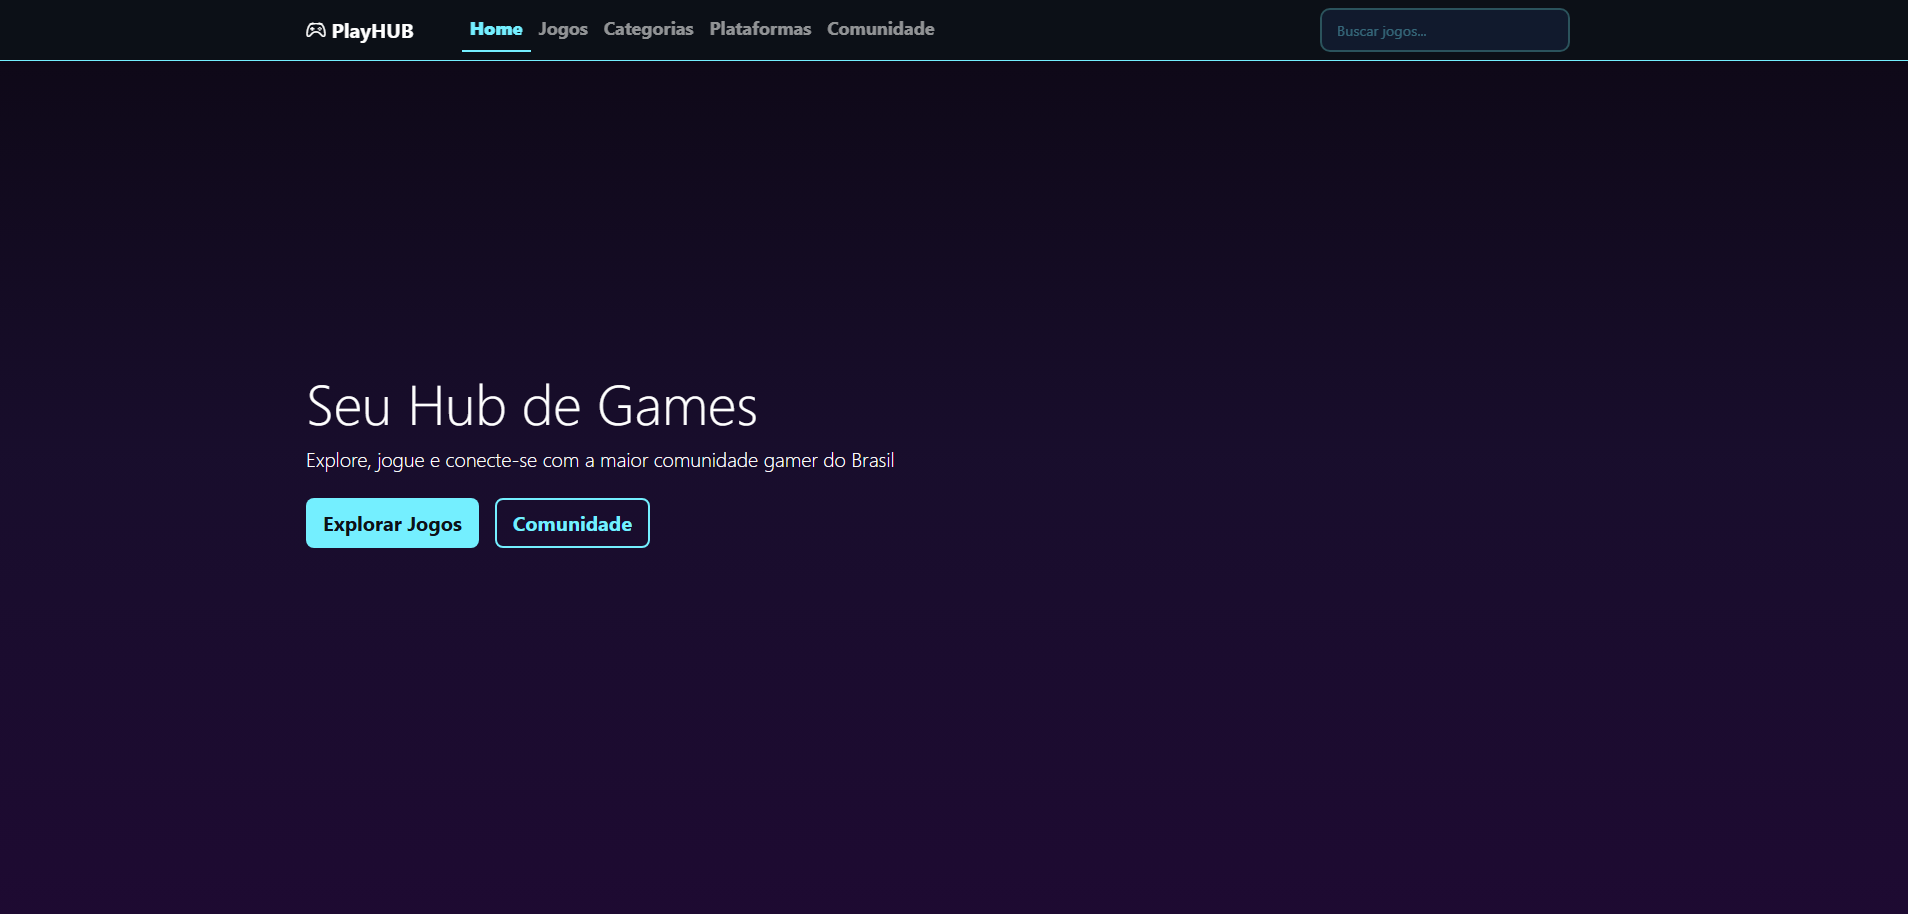 PlayHUB Home Jogos Categorias Plataformas Comunidade Buscar jogos...
Seu Hub de Games
Explore, jogue e conecte-se com a maior comunidade gamer do Brasil
Explorar Jogos Comunidade